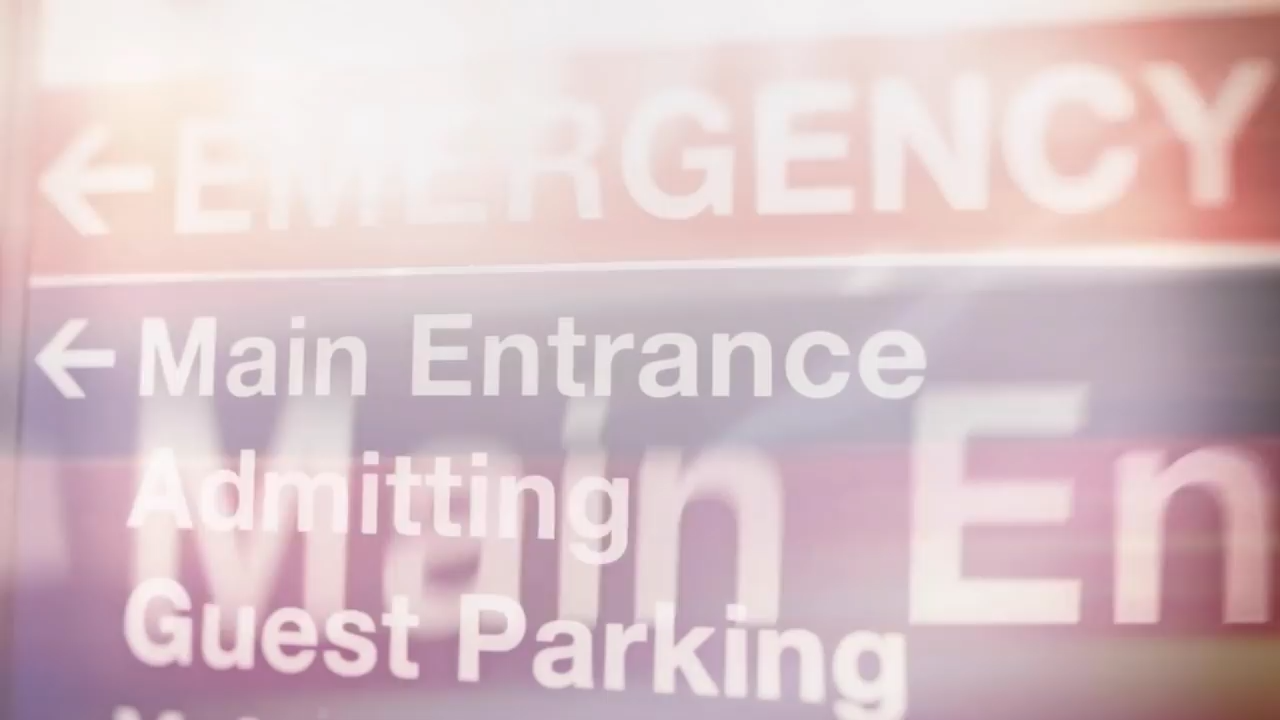 ← EMERGENCY
← Main Entrance
Admitting
Main En
Guest Parking